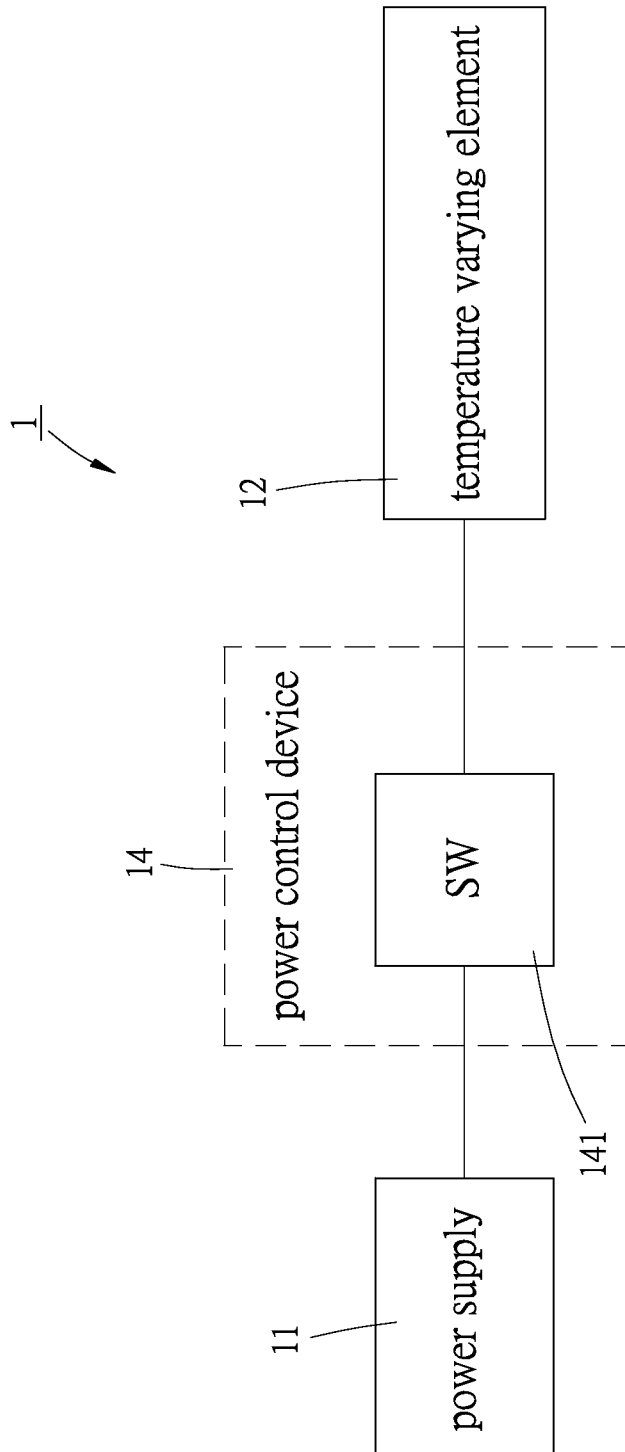 1
14
power control device
12
11
power supply
SW
temperature varying element
141